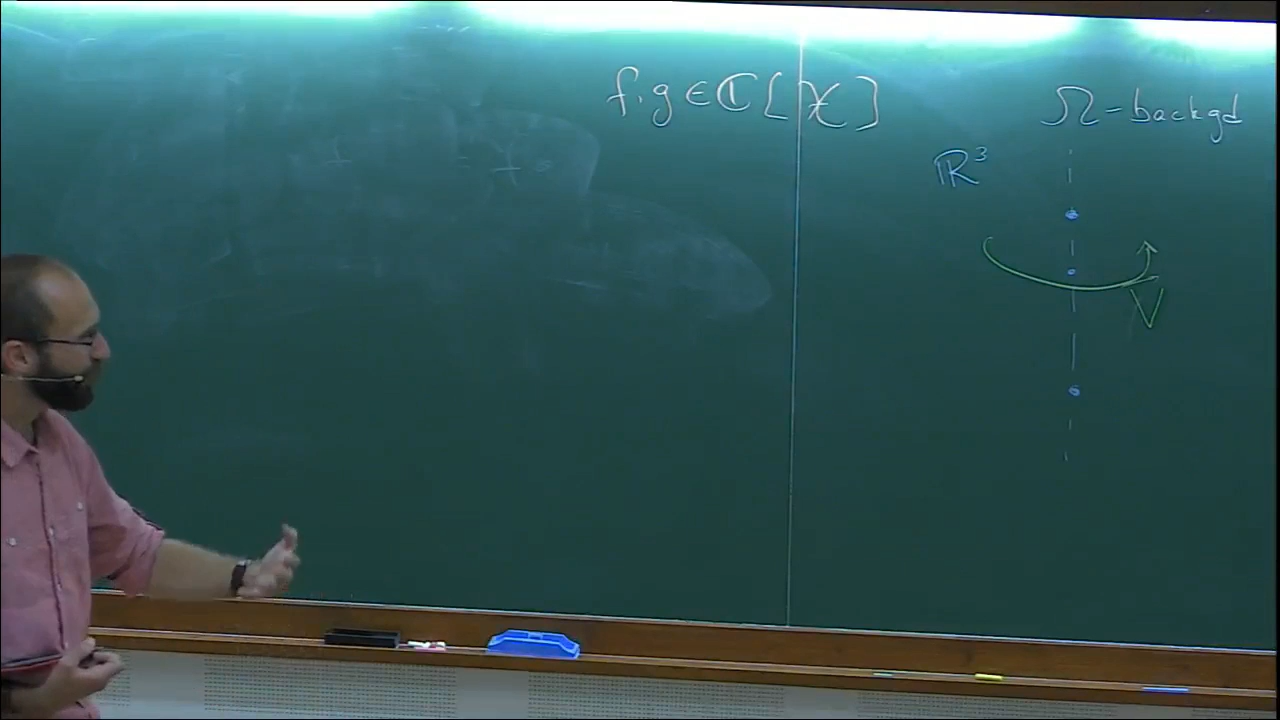 f,g ∈ ℂ[X]
Ω-backgd
ℝ³
V